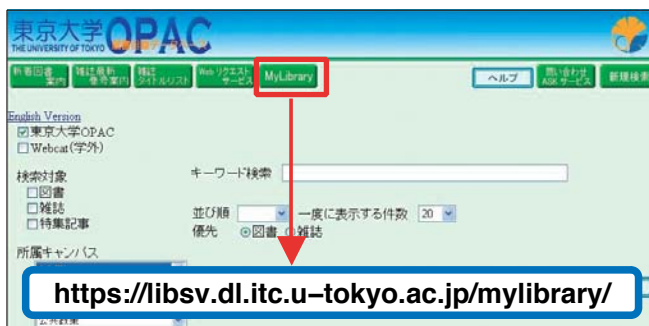 東京大学OPAC
THE UNIVERSITY OF TOKYO
新着図書案内 雑誌最新巻号案内 雑誌タイトルリスト Webリクエストサービス MyLibrary ヘルプ 問い合わせ ASKサービス 新規検索
English Version
東京大学OPAC
Webcat(学外)
検索対象
キーワード検索
図書
雑誌
特集記事
並び順 一度に表示する件数 20
優先 図書 雑誌
所属キャンパス
https://libsv.dl.itc.u–tokyo.ac.jp/mylibrary/